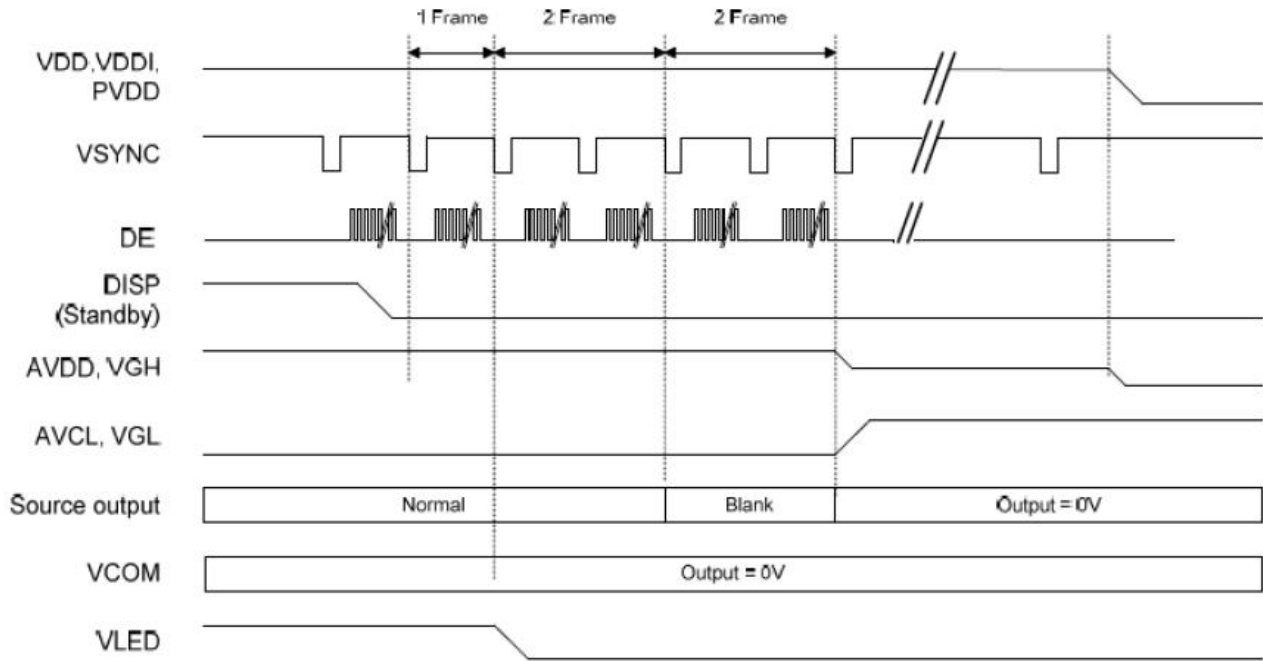 1 Frame 2 Frame 2 Frame
VDD,VDDI,
PVDD
VSYNC
DE
DISP
(Standby)
AVDD, VGH
AVCL, VGL
Source output Normal Blank Output = 0V
VCOM Output = 0V
VLED